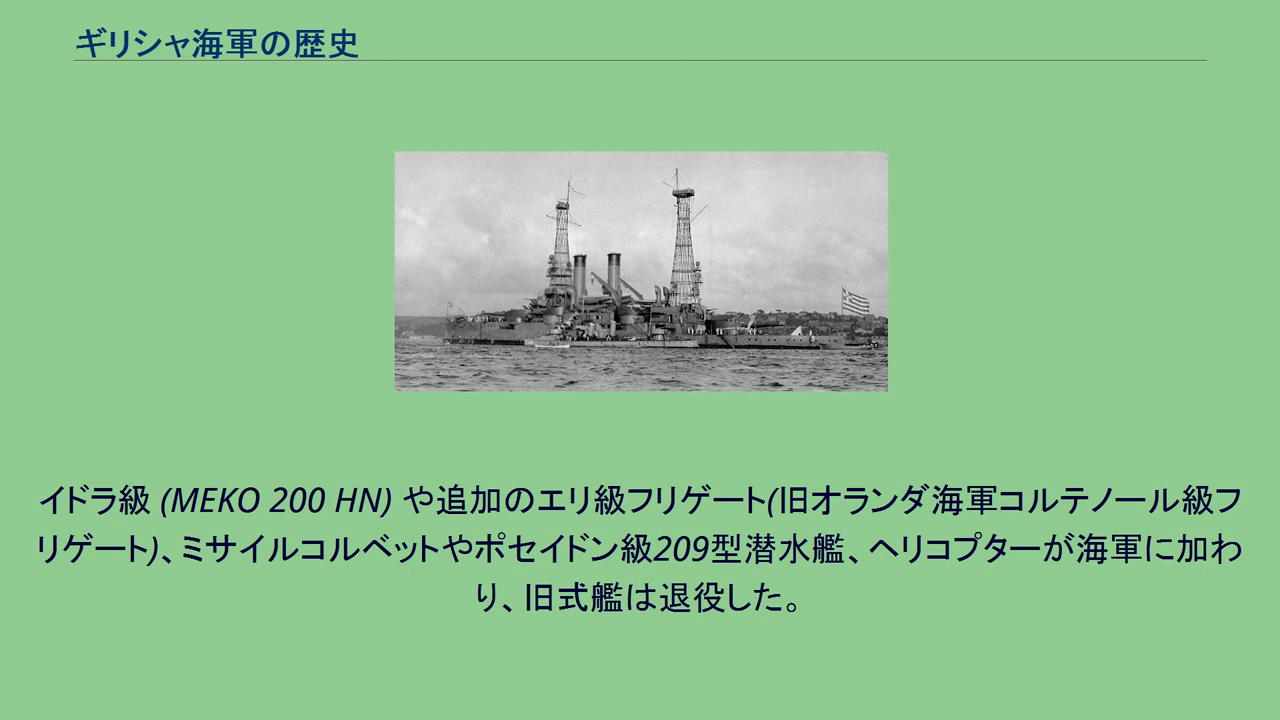 ギリシャ海軍の歴史
イドラ級 (MEKO 200 HN) や追加のエリ級フリゲート(旧オランダ海軍コルテノール級フ
リゲート)、ミサイルコルベットやポセイドン級209型潜水艦、ヘリコプターが海軍に加わ
り、旧式艦は退役した。